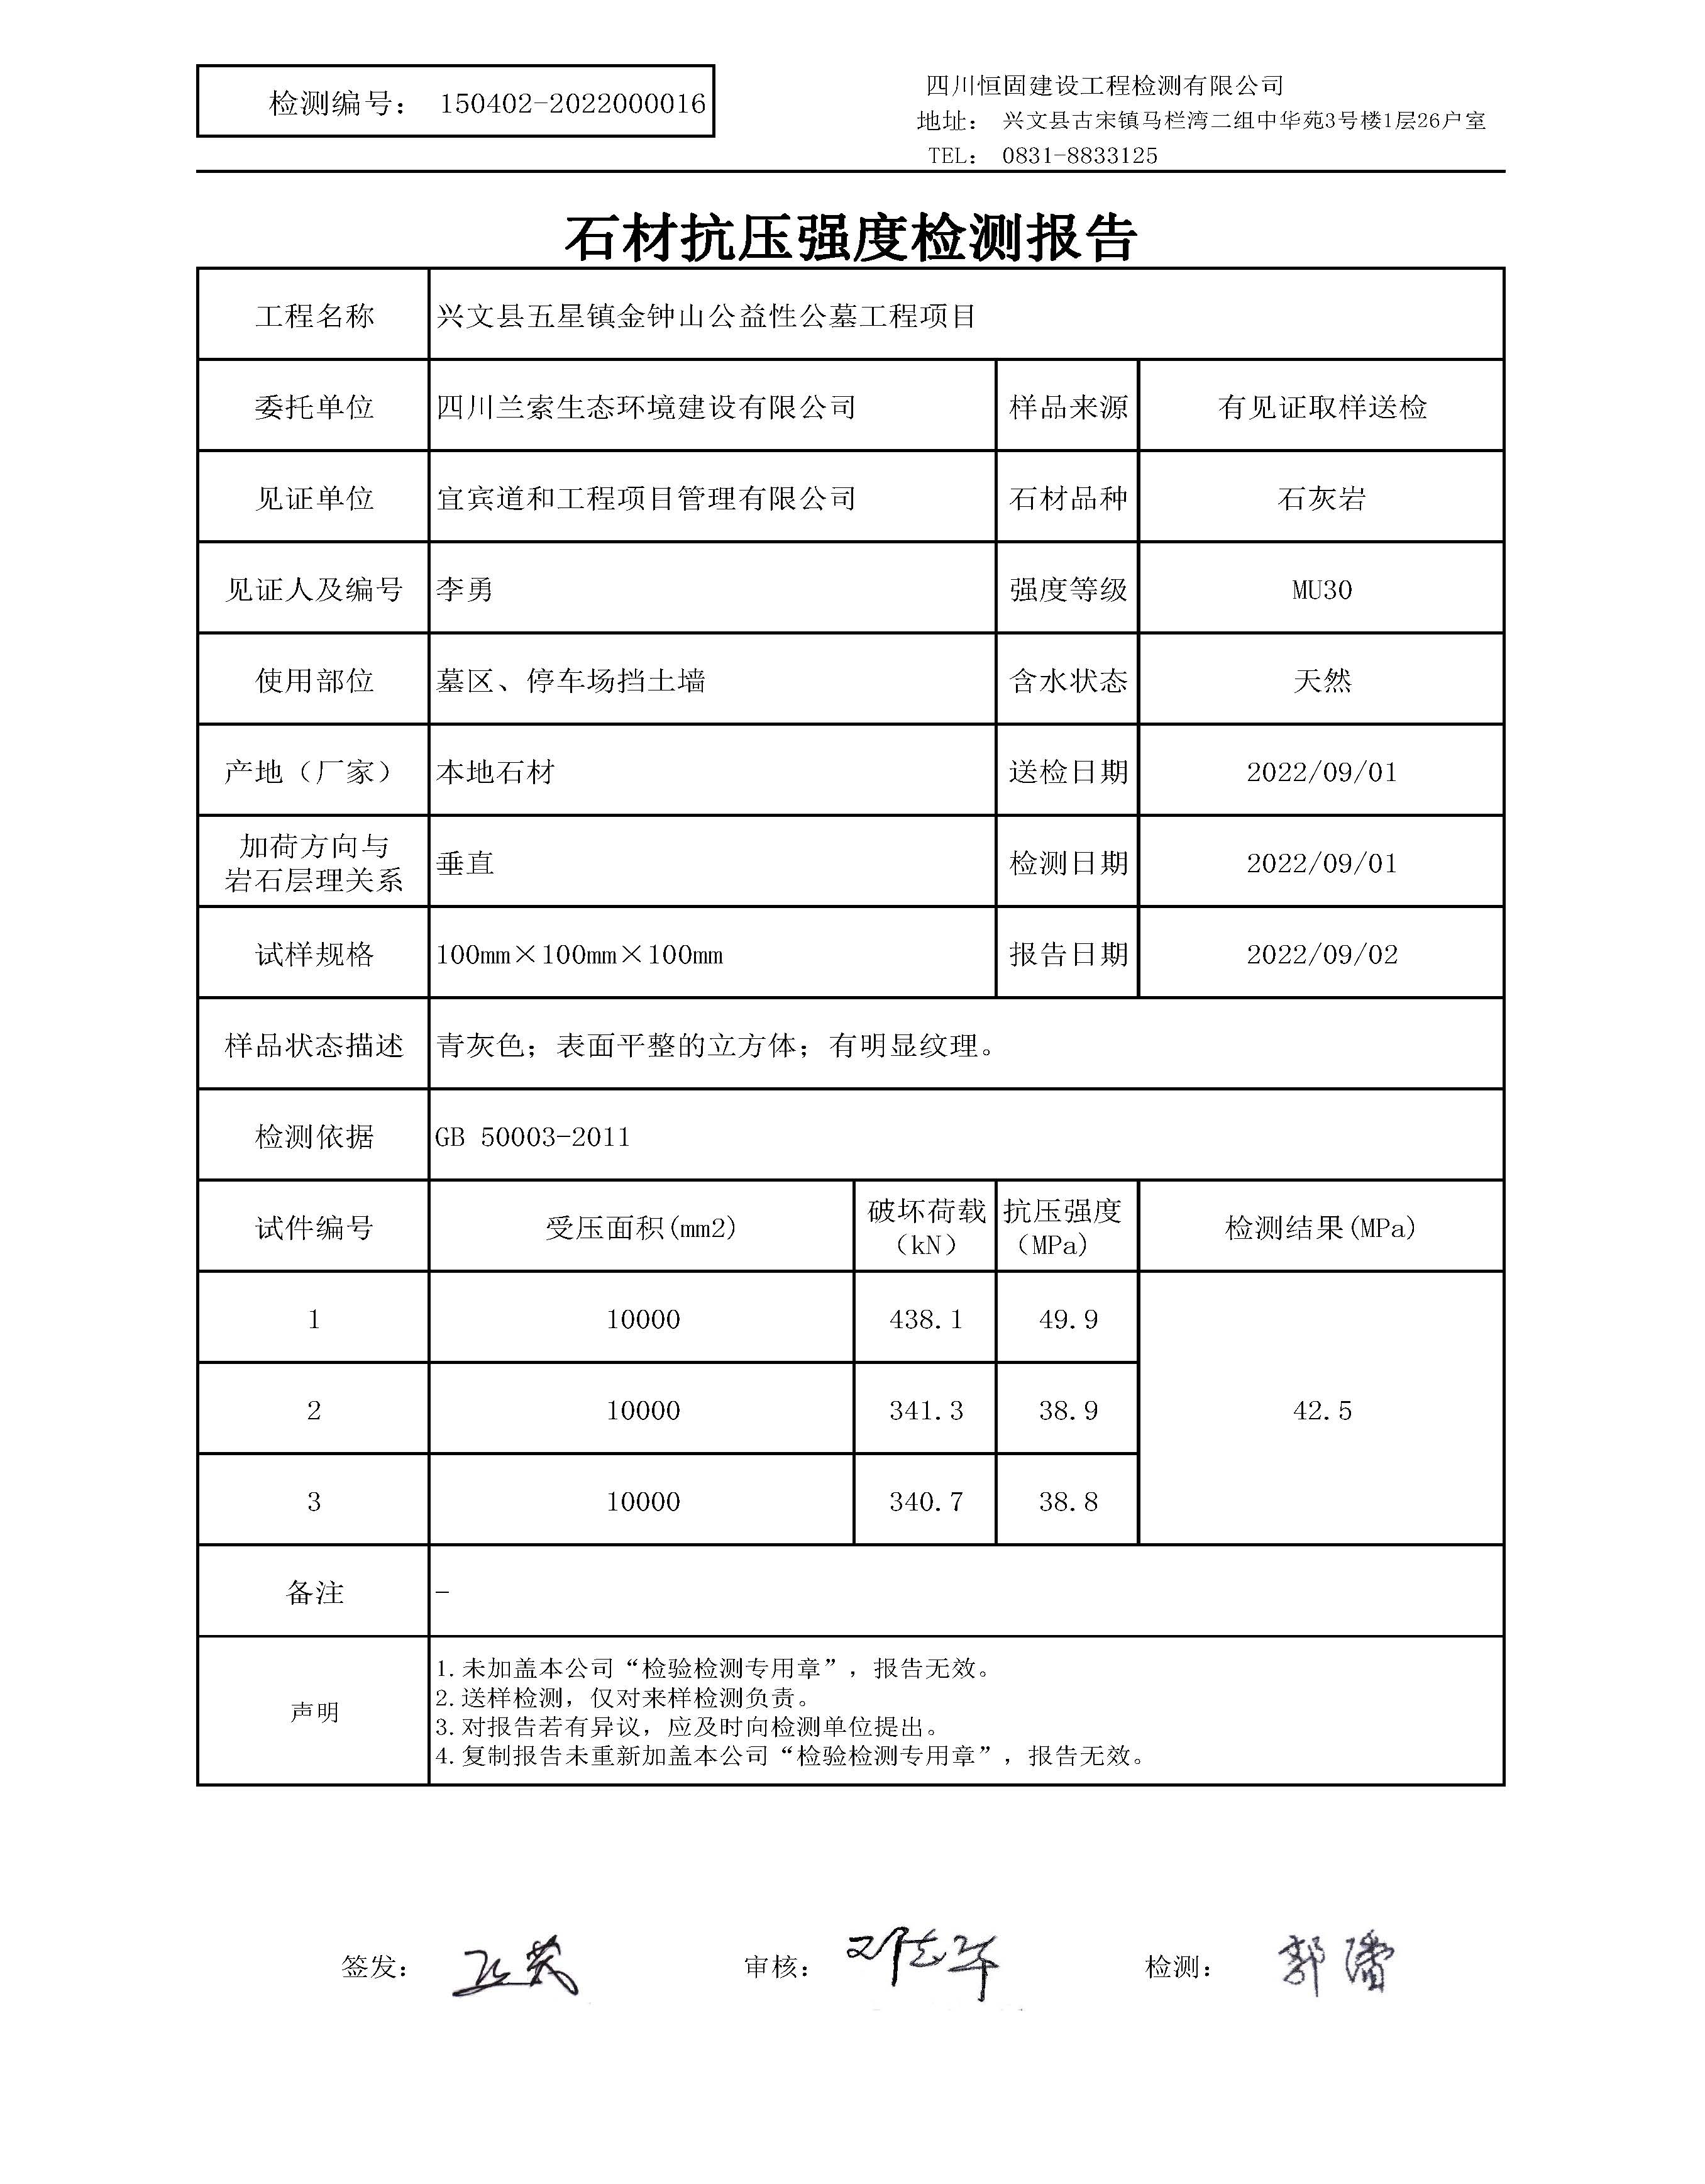 检测编号： 150402-2022000016
四川恒固建设工程检测有限公司
地址： 兴文县古宋镇马栏湾二组中华苑3号楼1层26户室
TEL： 0831-8833125
石材抗压强度检测报告
工程名称 兴文县五星镇金钟山公益性公墓工程项目
委托单位 四川兰索生态环境建设有限公司 样品来源 有见证取样送检
见证单位 宜宾道和工程项目管理有限公司 石材品种 石灰岩
见证人及编号 李勇 强度等级 MU30
使用部位 墓区、停车场挡土墙 含水状态 天然
产地（厂家） 本地石材 送检日期 2022/09/01
加荷方向与
岩石层理关系 垂直 检测日期 2022/09/01
试样规格 100mm×100mm×100mm 报告日期 2022/09/02
样品状态描述 青灰色；表面平整的立方体；有明显纹理。
检测依据 GB 50003-2011
试件编号 受压面积(mm2) 破坏荷载（kN） 抗压强度（MPa) 检测结果(MPa)
1 10000 438.1 49.9
2 10000 341.3 38.9 42.5
3 10000 340.7 38.8
备注 -
声明
1.未加盖本公司“检验检测专用章”，报告无效。
2.送样检测，仅对来样检测负责。
3.对报告若有异议，应及时向检测单位提出。
4.复制报告未重新加盖本公司“检验检测专用章”，报告无效。
签发： 审核： 检测：